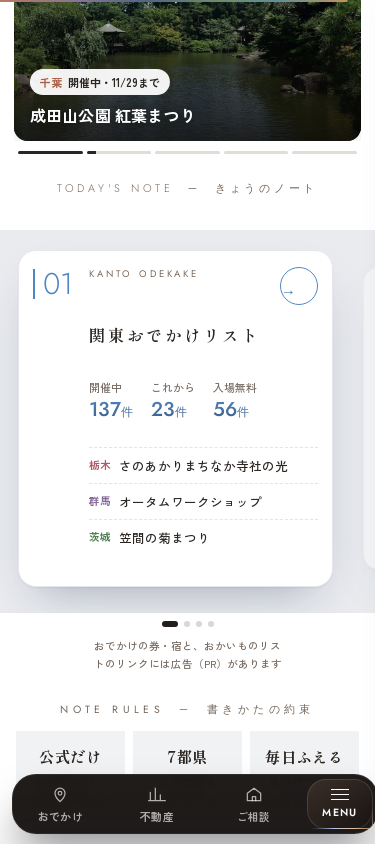 千葉 開催中・11/29まで
成田山公園 紅葉まつり
TODAY'S NOTE — きょうのノート
01
KANTO ODEKAKE
→
関東おでかけリスト
開催中 これから 入場無料
137件 23件 56件
栃木 さのあかりまちなか寺社の光
群馬 オータムワークショップ
茨城 笠間の菊まつり
おでかけの券・宿と、おかいものリス
トのリンクには広告（PR）があります
NOTE RULES — 書きかたの約束
公式だけ 7都県 毎日ふえる
おでかけ 不動産 ご相談 MENU